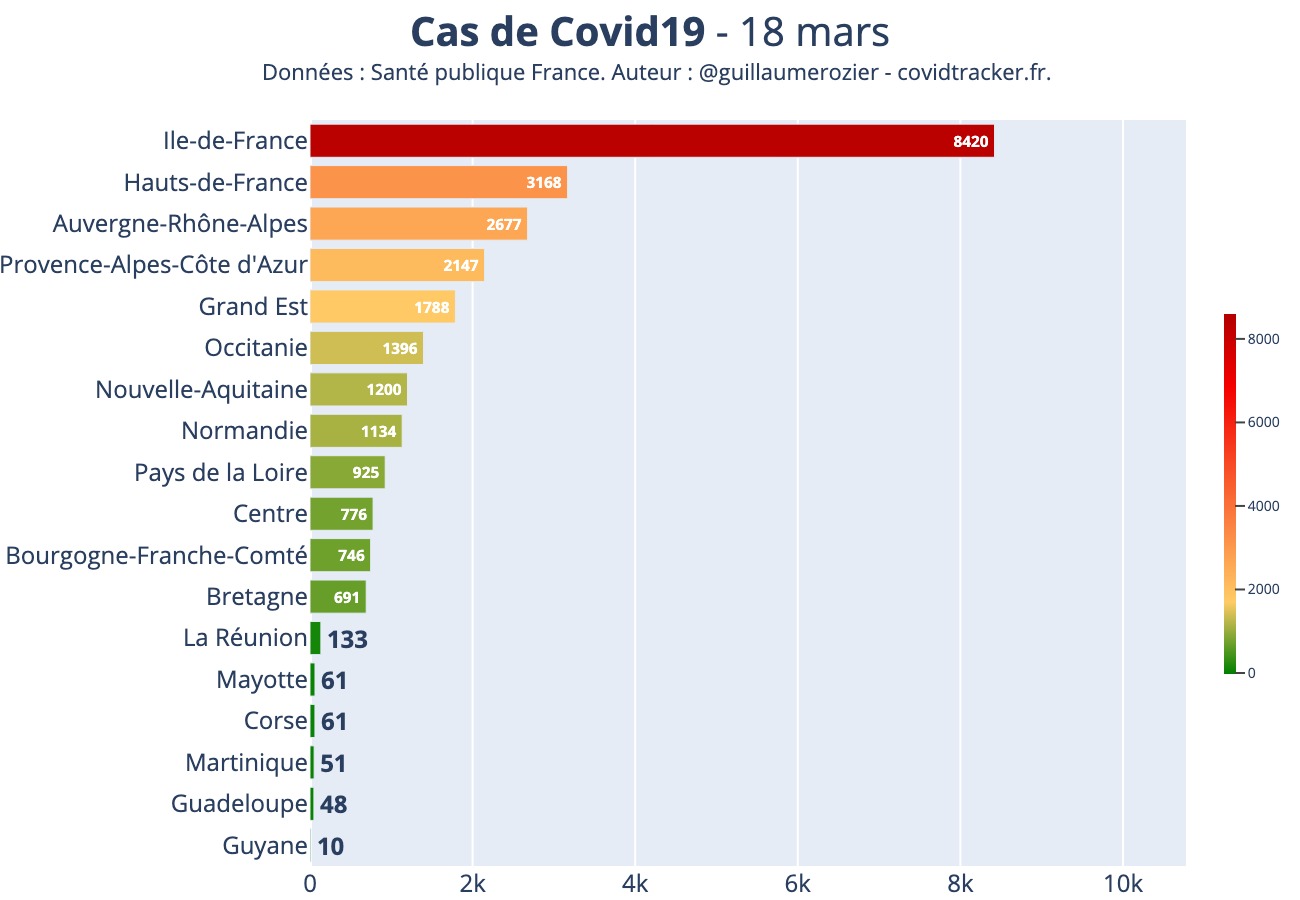 Cas de Covid19 - 18 mars
Données : Santé publique France. Auteur : @guillaumerozier - covidtracker.fr.
Ile-de-France 8420
Hauts-de-France 3168
Auvergne-Rhône-Alpes 2677
Provence-Alpes-Côte d'Azur 2147
Grand Est 1788
Occitanie 1396
Nouvelle-Aquitaine 1200
Normandie 1134
Pays de la Loire 925
Centre 776
Bourgogne-Franche-Comté 746
Bretagne 691
La Réunion 133
Mayotte 61
Corse 61
Martinique 51
Guadeloupe 48
Guyane 10
0 2k 4k 6k 8k 10k
8000
6000
4000
2000
0